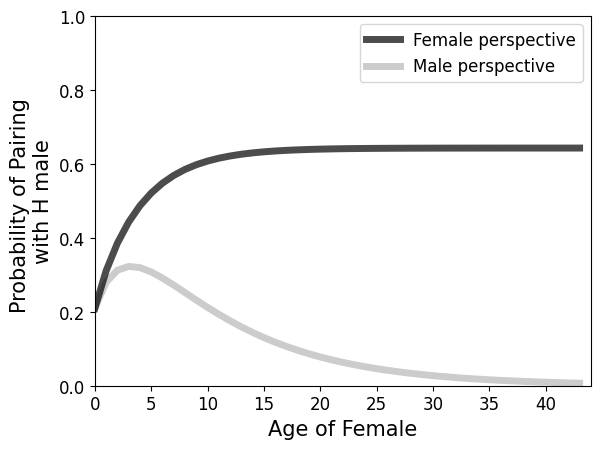 Probability of Pairing
with H male
1.0
0.8
0.6
0.4
0.2
0.0
Female perspective
Male perspective
0 5 10 15 20 25 30 35 40
Age of Female